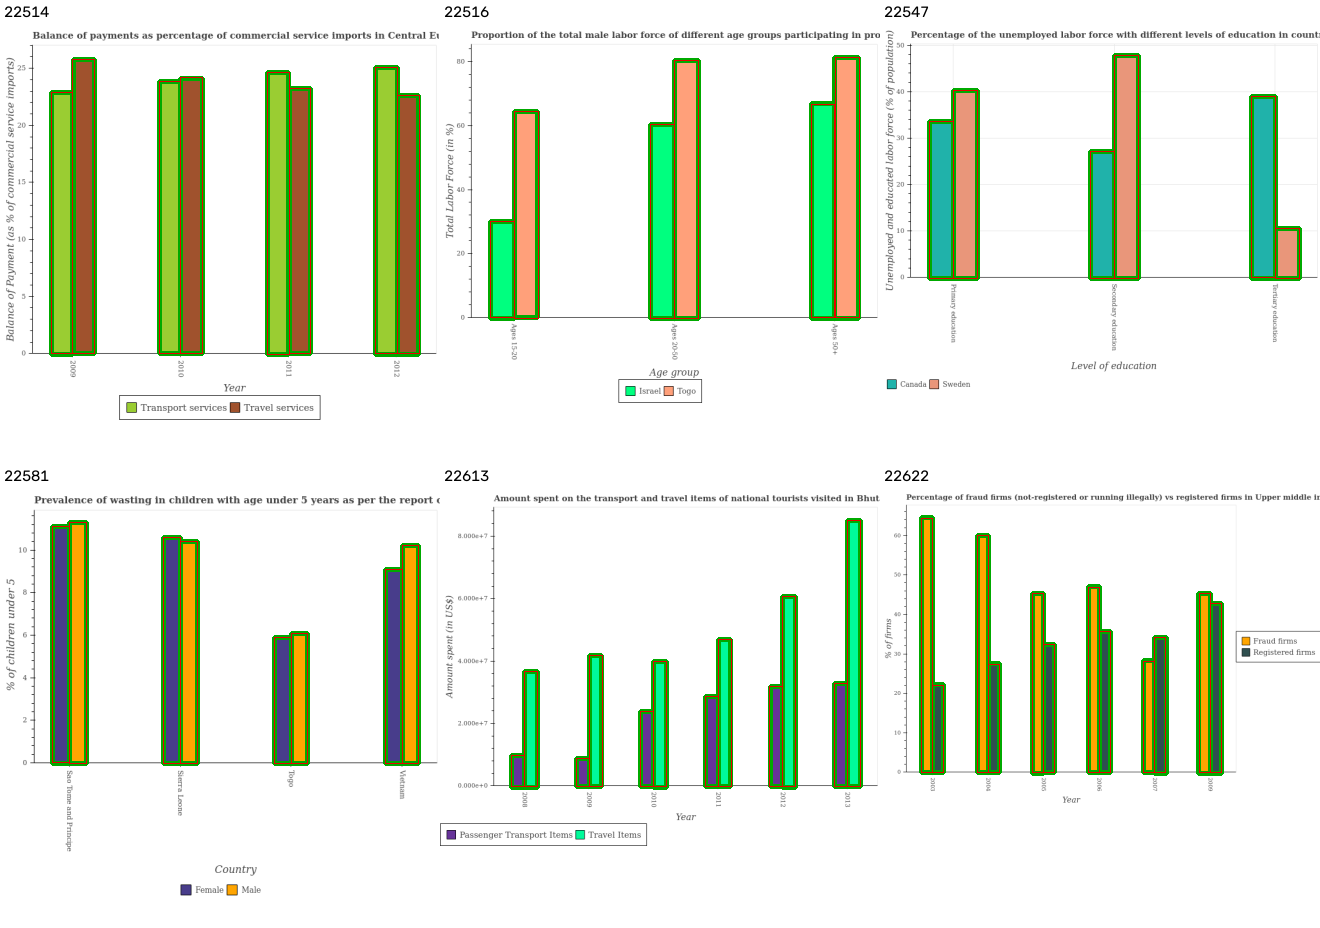 22514
Balance of payments as percentage of commercial service imports in Central Eu
Balance of Payment (as % of commercial service imports)
25
20
15
10
5
0
2009
2010
2011
2012
Year
Transport services
Travel services
22516
Proportion of the total male labor force of different age groups participating in pro
Total Labor Force (in %)
80
60
40
20
0
Ages 15-20
Ages 20-50
Ages 50+
Age group
Israel
Togo
22547
Percentage of the unemployed labor force with different levels of education in count
Unemployed and educated labor force (% of population)
50
40
30
20
10
0
Primary education
Secondary education
Tertiary education
Level of education
Canada
Sweden
22581
Prevalence of wasting in children with age under 5 years as per the report o
% of children under 5
10
8
6
4
2
0
Sao Tome and Principe
Sierra Leone
Togo
Vietnam
Country
Female
Male
22613
Amount spent on the transport and travel items of national tourists visited in Bhut
Amount spent (in US$)
8.000e+7
6.000e+7
4.000e+7
2.000e+7
0.000e+0
2008
2009
2010
2011
2012
2013
Year
Passenger Transport Items
Travel Items
22622
Percentage of fraud firms (not-registered or running illegally) vs registered firms in Upper middle in
% of firms
60
50
40
30
20
10
0
2003
2004
2005
2006
2007
2009
Year
Fraud firms
Registered firms